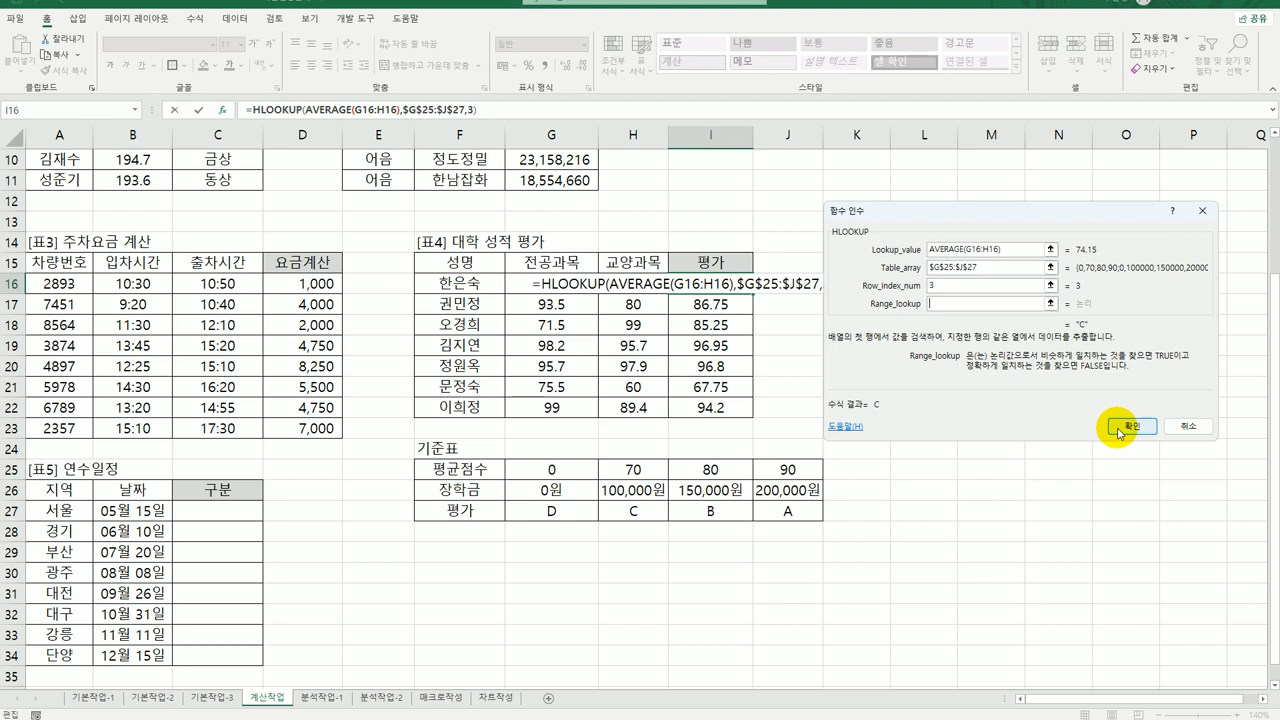 파일 홈 삽입 페이지 레이아웃 수식 데이터 검토 보기 개발 도구 도움말 공유
붙여넣기 잘라내기 복사 서식 복사 클립보드
11 가 가 글꼴
자동 줄 바꿈 병합하고 가운데 맞춤 맞춤
일반 표시 형식
조건부 서식 표 서식
표준 나쁨 보통 좋음 경고문
계산 메모 설명 텍스트 셀 확인 연결된 셀
스타일
삽입 삭제 서식 셀
자동 합계 채우기 지우기 정렬 및 필터 찾기 및 선택 편집
I16 =HLOOKUP(AVERAGE(G16:H16),$G$25:$J$27,3)
A B C D E F G H I J K L M N O P Q
10 김재수 194.7 금상 어음 정도정밀 23,158,216
11 성준기 193.6 동상 어음 한남잡화 18,554,660
12
13
14 [표3] 주차요금 계산 [표4] 대학 성적 평가
15 차량번호 입차시간 출차시간 요금계산 성명 전공과목 교양과목 평가
16 2893 10:30 10:50 1,000 한은숙 =HLOOKUP(AVERAGE(G16:H16),$G$25:$J$27,
17 7451 9:20 10:40 4,000 권민정 93.5 80 86.75
18 8564 11:30 12:10 2,000 오경희 71.5 99 85.25
19 3874 13:45 15:20 4,750 김지연 98.2 95.7 96.95
20 4897 12:25 15:10 8,250 정원옥 95.7 97.9 96.8
21 5978 14:30 16:20 5,500 문정숙 75.5 60 67.75
22 6789 13:20 14:55 4,750 이희정 99 89.4 94.2
23 2357 15:10 17:30 7,000
24 기준표
25 [표5] 연수일정 평균점수 0 70 80 90
26 지역 날짜 구분 장학금 0원 100,000원 150,000원 200,000원
27 서울 05월 15일 평가 D C B A
28 경기 06월 10일
29 부산 07월 20일
30 광주 08월 08일
31 대전 09월 26일
32 대구 10월 31일
33 강릉 11월 11일
34 단양 12월 15일
35
함수 인수 ?
HLOOKUP
Lookup_value AVERAGE(G16:H16) = 74.15
Table_array $G$25:$J$27 = {0,70,80,90;0,100000,150000,20000
Row_index_num 3 = 3
Range_lookup = 논리
= "C"
배열의 첫 행에서 값을 검색하여, 지정한 행의 같은 열에서 데이터를 추출합니다.
Range_lookup 은(는) 논리값으로서 비슷하게 일치하는 것을 찾으면 TRUE이고
정확하게 일치하는 것을 찾으면 FALSE입니다.
수식 결과= C
도움말(H) 확인 취소
기본작업-1 기본작업-2 기본작업-3 계산작업 분석작업-1 분석작업-2 매크로작성 차트작성
편집 140%